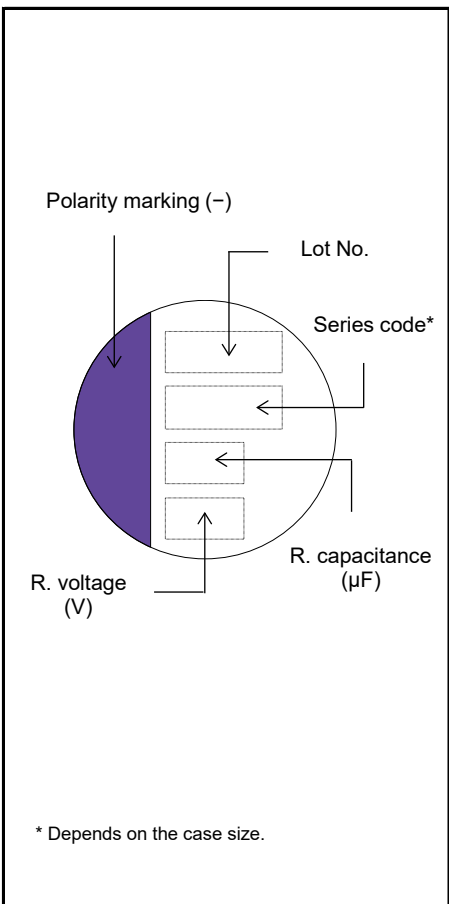 Polarity marking (−)
Lot No.
Series code*
R. capacitance
(μF)
R. voltage
(V)
* Depends on the case size.